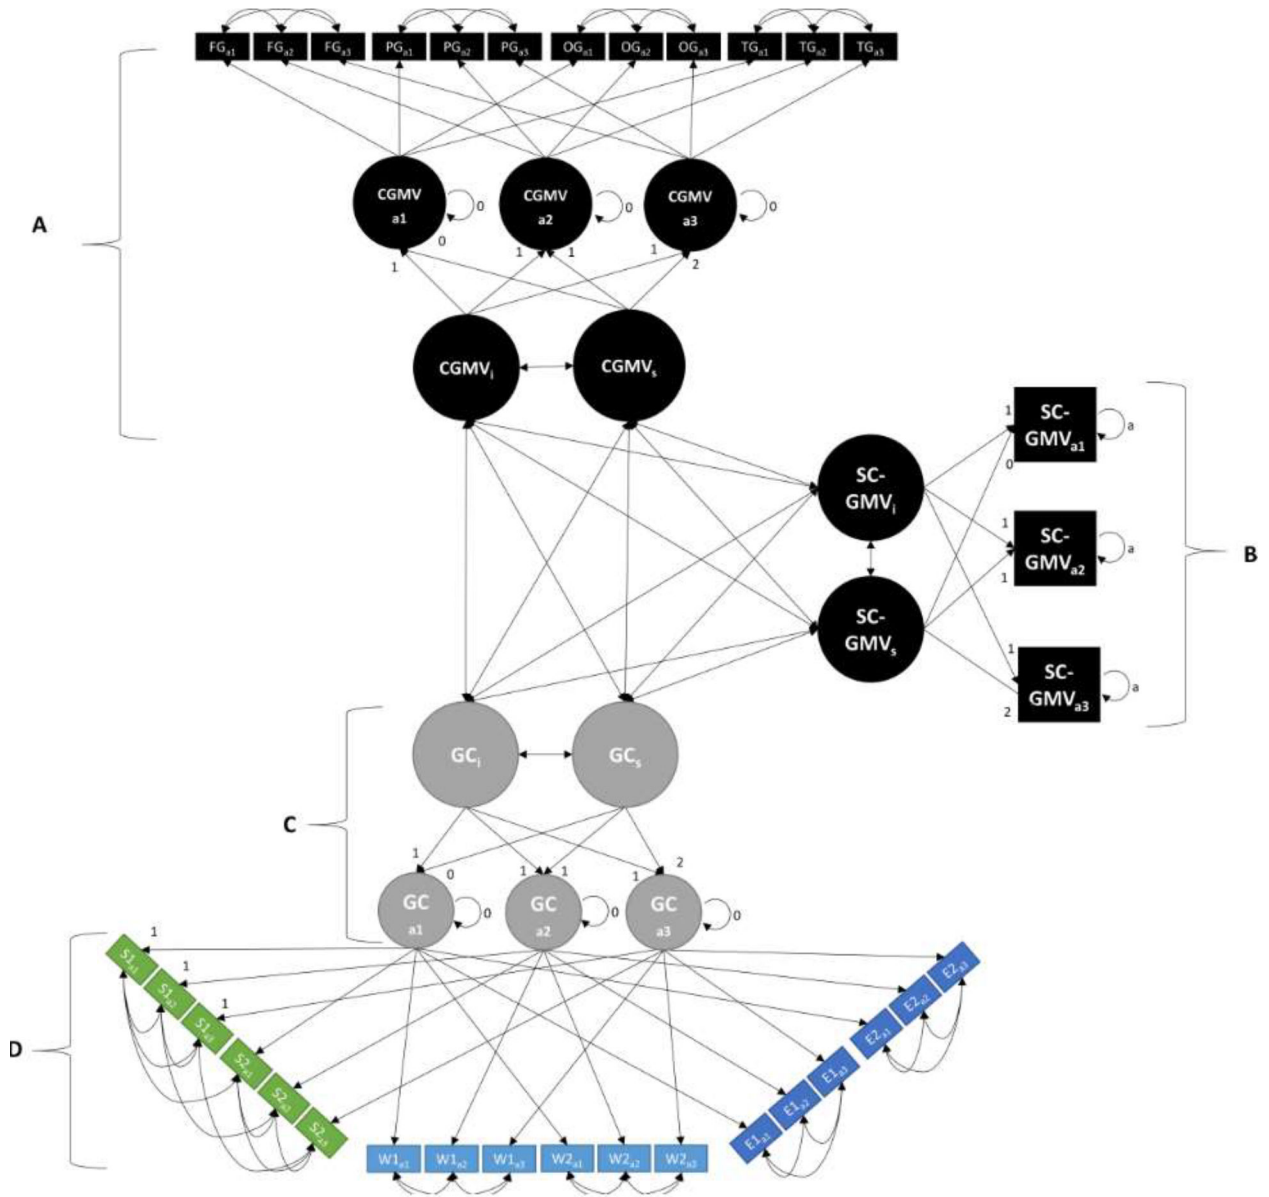 FGa1 FGa2 FGa3 PGa1 PGa2 PGa3 OGa1 OGa2 OGa3 TGa1 TGa2 TGa3
A
CGMV
a1
0
CGMV
a2
0
CGMV
a3
0
1
0
1
1
1
2
CGMVi
CGMVs
B
SC-
GMVi
SC-
GMVs
1
0
SC-
GMVa1
a
1
1
SC-
GMVa2
a
1
2
SC-
GMVa3
a
C
GCi
GCs
1
0
1
1
1
2
GC
a1
0
GC
a2
0
GC
a3
0
D
1
1
1
S1a1
S1a2
S1a3
S2a1
S2a1
S2a3
W1a1 W1a2 W1a3 W2a1 W2a2 W2a3
E1a1
E1a2
E1a3
E2a1
E2a2
E2a3